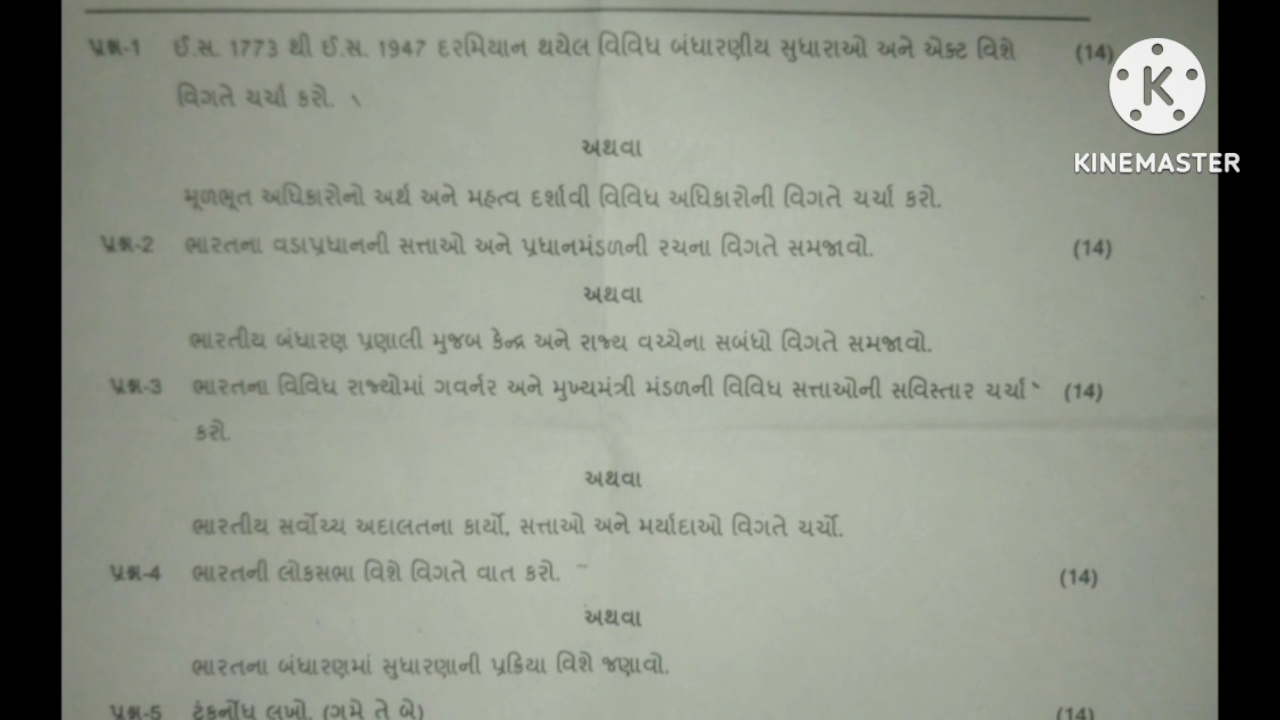 પ્રશ્ન-1 ઈ.સ. 1773 થી ઈ.સ. 1947 દરમિયાન થયેલ વિવિધ બંધારણીય સુધારાઓ અને એક્ટ વિશે (14)
વિગતે ચર્ચા કરો.
અથવા
મૂળભૂત અધિકારોનો અર્થ અને મહત્વ દર્શાવી વિવિધ અધિકારોની વિગતે ચર્ચા કરો.
પ્રશ્ન-2 ભારતના વડાપ્રધાનની સત્તાઓ અને પ્રધાનમંડળની રચના વિગતે સમજાવો. (14)
અથવા
ભારતીય બંધારણ પ્રણાલી મુજબ કેન્દ્ર અને રાજ્ય વચ્ચેના સબંધો વિગતે સમજાવો.
પ્રશ્ન-3 ભારતના વિવિધ રાજ્યોમાં ગવર્નર અને મુખ્યમંત્રી મંડળની વિવિધ સત્તાઓની સવિસ્તાર ચર્ચા (14)
કરો.
અથવા
ભારતીય સર્વોચ્ચ અદાલતના કાર્યો, સત્તાઓ અને મર્યાદાઓ વિગતે ચર્ચો.
પ્રશ્ન-4 ભારતની લોકસભા વિશે વિગતે વાત કરો. (14)
અથવા
ભારતના બંધારણમાં સુધારણાની પ્રક્રિયા વિશે જણાવો.
પ્રશ્ન-5 ટૂંકનોંધ લખો. (ગમે તે બે) (14)
K
KINEMASTER